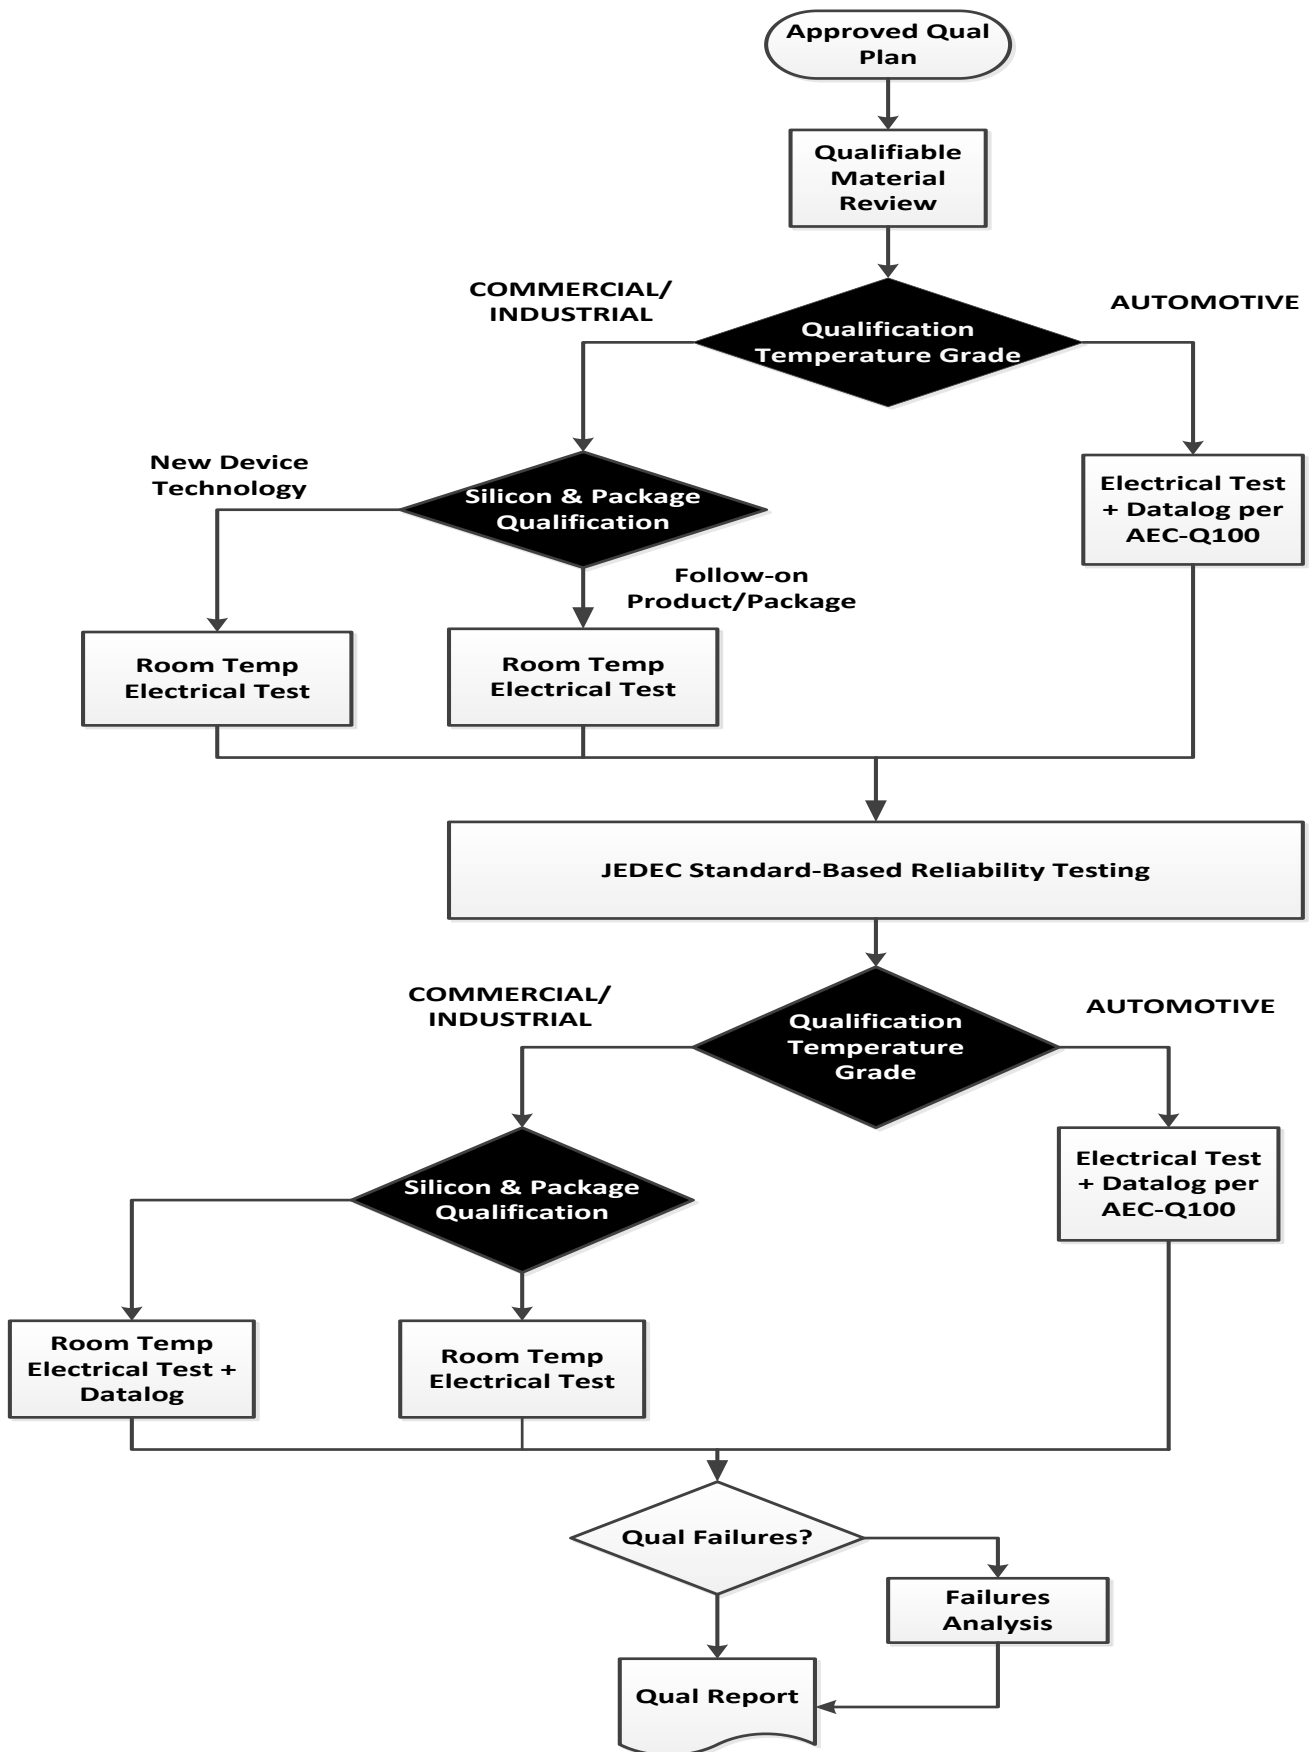 Approved Qual
Plan
Qualifiable
Material
Review
COMMERCIAL/
INDUSTRIAL
AUTOMOTIVE
Qualification
Temperature Grade
New Device
Technology
Silicon & Package
Qualification
Electrical Test
+ Datalog per
AEC-Q100
Follow-on
Product/Package
Room Temp
Electrical Test
Room Temp
Electrical Test
JEDEC Standard-Based Reliability Testing
COMMERCIAL/
INDUSTRIAL
AUTOMOTIVE
Qualification
Temperature
Grade
Silicon & Package
Qualification
Electrical Test
+ Datalog per
AEC-Q100
Room Temp
Electrical Test +
Datalog
Room Temp
Electrical Test
Qual Failures?
Failures
Analysis
Qual Report